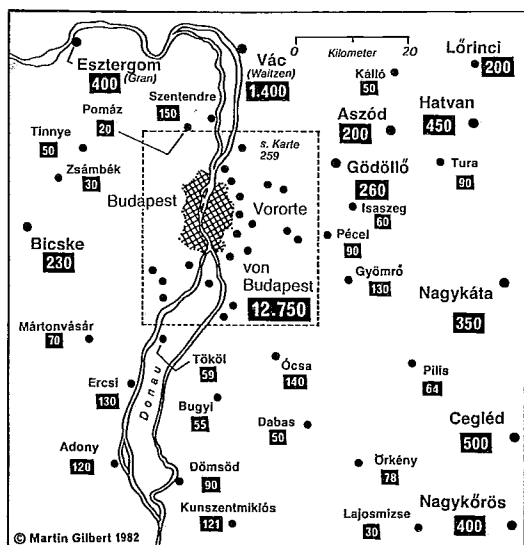 0 20
Kilometer
Esztergom
(Gran)
400
Vác
(Waitzen)
1.400
Lőrinci
200
Kálló
50
Szentendre
150
Pomáz
20
Aszód
200
Hatvan
450
Tinnye
50
s. Karte
259
Zsámbék
30
Gödöllő
260
Tura
90
Budapest
Vororte
Isaszeg
60
Bicske
230
Pécel
90
von
Budapest
12.750
Gyömrő
130
Nagykáta
350
Mártonvásár
70
Tököl
59
Ócsa
140
Pilis
64
Ercsi
130
Donau
Bugyi
55
Dabas
50
Cegléd
500
Adony
120
Dömsöd
90
Örkény
78
Kunszentmiklós
121
Lajosmizse
30
Nagykőrös
400
© Martin Gilbert 1982